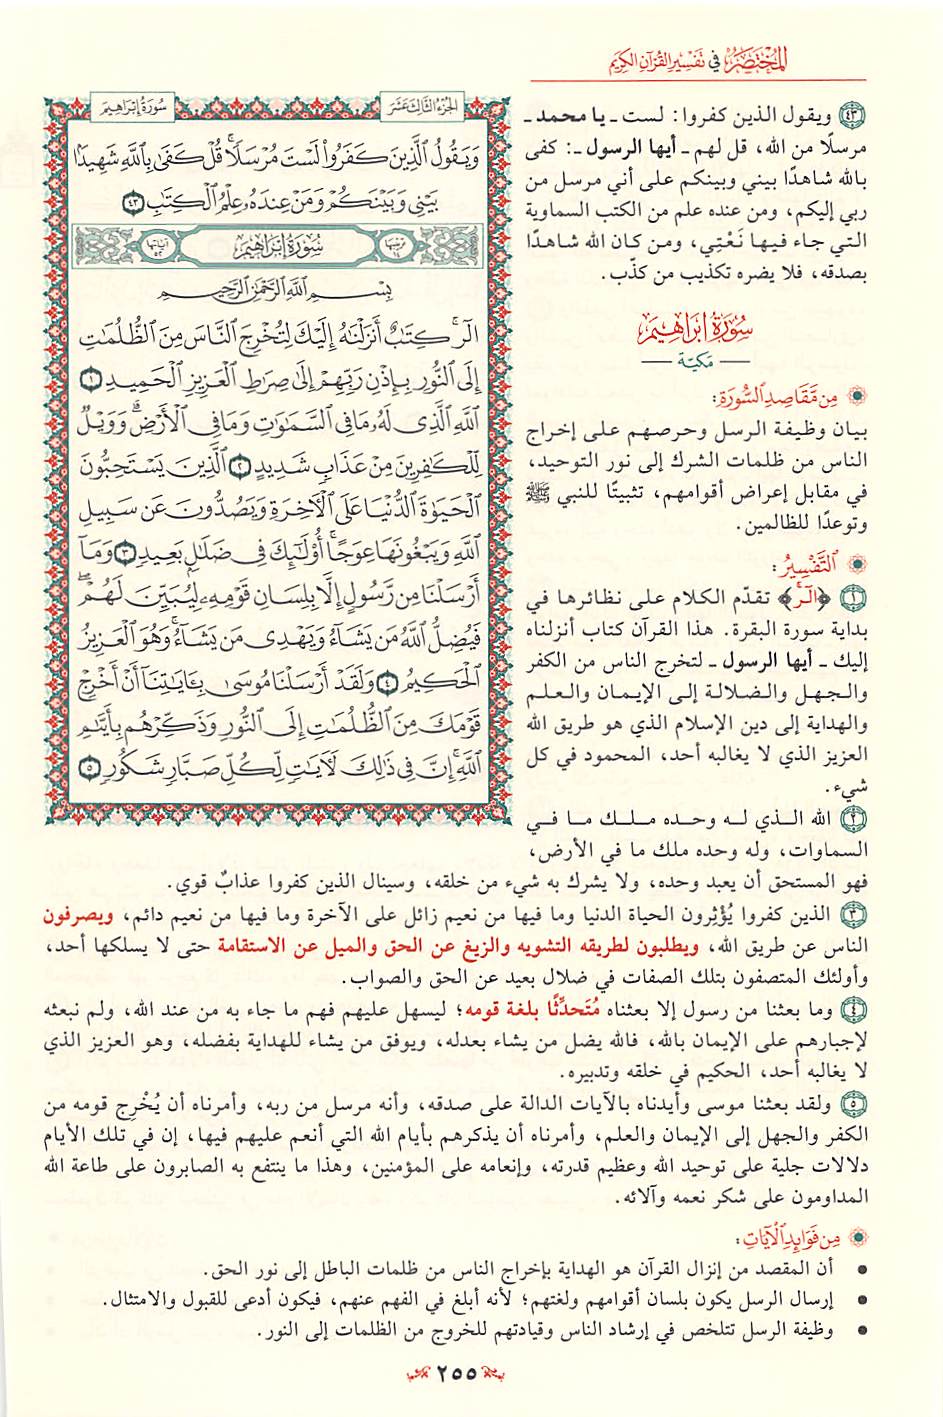 المختصر في تفسير القرآن الكريم
الجزء الثالث عشر
سورة إبراهيم
وَيَقُولُ ٱلَّذِينَ كَفَرُواْ لَسۡتَ مُرۡسَلٗاۚ قُلۡ كَفَىٰ بِٱللَّهِ شَهِيدَۢا
بَيۡنِي وَبَيۡنَكُمۡ وَمَنۡ عِندَهُۥ عِلۡمُ ٱلۡكِتَٰبِ ٤٣
ترتيبها ١٤ سُورَةُ إِبۡرَاهِيم آياتها ٥٢
بِسۡمِ ٱللَّهِ ٱلرَّحۡمَٰنِ ٱلرَّحِيمِ
الٓرۚ كِتَٰبٌ أَنزَلۡنَٰهُ إِلَيۡكَ لِتُخۡرِجَ ٱلنَّاسَ مِنَ ٱلظُّلُمَٰتِ
إِلَى ٱلنُّورِ بِإِذۡنِ رَبِّهِمۡ إِلَىٰ صِرَٰطِ ٱلۡعَزِيزِ ٱلۡحَمِيدِ ١
ٱللَّهِ ٱلَّذِي لَهُۥ مَا فِي ٱلسَّمَٰوَٰتِ وَمَا فِي ٱلۡأَرۡضِۗ وَوَيۡلٞ
لِّلۡكَٰفِرِينَ مِنۡ عَذَابٖ شَدِيدٍ ٢ ٱلَّذِينَ يَسۡتَحِبُّونَ
ٱلۡحَيَوٰةَ ٱلدُّنۡيَا عَلَى ٱلۡأٓخِرَةِ وَيَصُدُّونَ عَن سَبِيلِ
ٱللَّهِ وَيَبۡغُونَهَا عِوَجًاۚ أُوْلَٰٓئِكَ فِي ضَلَٰلِۭ بَعِيدٖ ٣ وَمَآ
أَرۡسَلۡنَا مِن رَّسُولٍ إِلَّا بِلِسَانِ قَوۡمِهِۦ لِيُبَيِّنَ لَهُمۡۖ
فَيُضِلُّ ٱللَّهُ مَن يَشَآءُ وَيَهۡدِي مَن يَشَآءُۚ وَهُوَ ٱلۡعَزِيزُ
ٱلۡحَكِيمُ ٤ وَلَقَدۡ أَرۡسَلۡنَا مُوسَىٰ بِـَٔايَٰتِنَآ أَنۡ أَخۡرِجۡ
قَوۡمَكَ مِنَ ٱلظُّلُمَٰتِ إِلَى ٱلنُّورِ وَذَكِّرۡهُم بِأَيَّىٰمِ
ٱللَّهِۚ إِنَّ فِي ذَٰلِكَ لَأٓيَٰتٖ لِّكُلِّ صَبَّارٖ شَكُورٖ ٥
٤٣ ويقول الذين كفروا: لست ـ يا محمد ـ
مرسلًا من الله، قل لهم ـ أيها الرسول ـ: كفى
بالله شاهدًا بيني وبينكم على أني مرسل من
ربي إليكم، ومن عنده علم من الكتب السماوية
التي جاء فيها نَعْتِي، ومن كان الله شاهدًا
بصدقه، فلا يضره تكذيب من كذّب.
سُورَةُ إِبْرَاهِيمَ
مَكيّة
مِن مَّقَاصِدِ السُّورَةِ:
بيان وظيفة الرسل وحرصهم على إخراج
الناس من ظلمات الشرك إلى نور التوحيد،
في مقابل إعراض أقوامهم، تثبيتًا للنبي ﷺ
وتوعدًا للظالمين.
التَّفْسِيرُ:
١ ﴿الٓرۚ﴾ تقدّم الكلام على نظائرها في
بداية سورة البقرة. هذا القرآن كتاب أنزلناه
إليك ـ أيها الرسول ـ لتخرج الناس من الكفر
والجهل والضلالة إلى الإيمان والعلم
والهداية إلى دين الإسلام الذي هو طريق الله
العزيز الذي لا يغالبه أحد، المحمود في كل
شيء.
٢ الله الذي له وحده ملك ما في
السماوات، وله وحده ملك ما في الأرض،
فهو المستحق أن يعبد وحده، ولا يشرك به شيء من خلقه، وسينال الذين كفروا عذابٌ قوي.
٣ الذين كفروا يُؤْثِرون الحياة الدنيا وما فيها من نعيم زائل على الآخرة وما فيها من نعيم دائم، ويصرفون
الناس عن طريق الله، ويطلبون لطريقه التشويه والزيغ عن الحق والميل عن الاستقامة حتى لا يسلكها أحد،
وأولئك المتصفون بتلك الصفات في ضلال بعيد عن الحق والصواب.
٤ وما بعثنا من رسول إلا بعثناه مُتَحدِّثًا بلغة قومه؛ ليسهل عليهم فهم ما جاء به من عند الله، ولم نبعثه
لإجبارهم على الإيمان بالله، فالله يضل من يشاء بعدله، ويوفق من يشاء للهداية بفضله، وهو العزيز الذي
لا يغالبه أحد، الحكيم في خلقه وتدبيره.
٥ ولقد بعثنا موسى وأيدناه بالآيات الدالة على صدقه، وأنه مرسل من ربه، وأمرناه أن يُخْرِج قومه من
الكفر والجهل إلى الإيمان والعلم، وأمرناه أن يذكرهم بأيام الله التي أنعم عليهم فيها، إن في تلك الأيام
دلالات جلية على توحيد الله وعظيم قدرته، وإنعامه على المؤمنين، وهذا ما ينتفع به الصابرون على طاعة الله
المداومون على شكر نعمه وآلائه.
مِن فَوَائِدِ الْآيَاتِ:
• أن المقصد من إنزال القرآن هو الهداية بإخراج الناس من ظلمات الباطل إلى نور الحق.
• إرسال الرسل يكون بلسان أقوامهم ولغتهم؛ لأنه أبلغ في الفهم عنهم، فيكون أدعى للقبول والامتثال.
• وظيفة الرسل تتلخص في إرشاد الناس وقيادتهم للخروج من الظلمات إلى النور.
٢٥٥